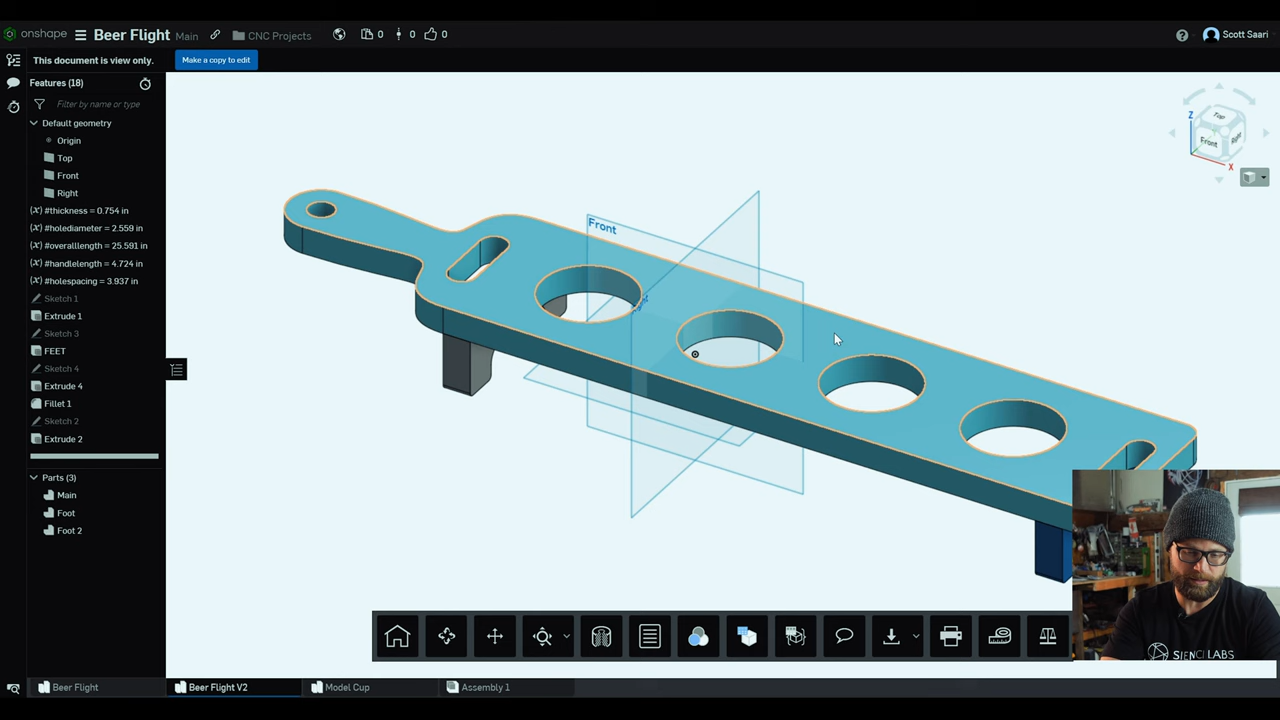 onshape Beer Flight Main CNC Projects 0 0 0 Scott Saari
This document is view only. Make a copy to edit
Features (18)
Filter by name or type
Default geometry
Origin
Top
Front
Right
(x) #thickness = 0.754 in
(x) #holediameter = 2.559 in
(x) #overalllength = 25.591 in
(x) #handlelength = 4.724 in
(x) #holespacing = 3.937 in
Sketch 1
Extrude 1
Sketch 3
FEET
Sketch 4
Extrude 4
Fillet 1
Sketch 2
Extrude 2
Parts (3)
Main
Foot
Foot 2
Front
Z
Top
Front
Right
X
SIENCI LABS
Beer Flight Beer Flight V2 Model Cup Assembly 1